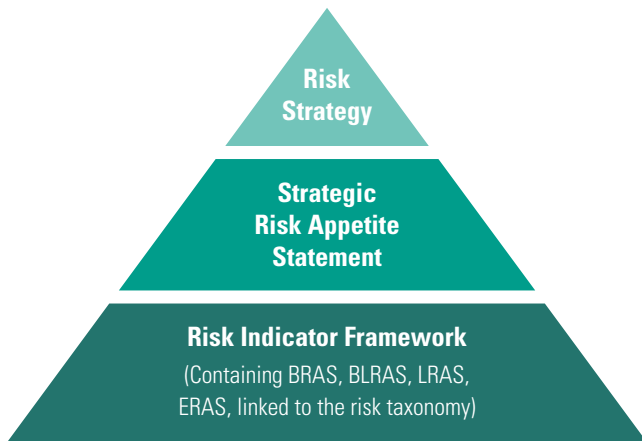 Risk
Strategy
Strategic
Risk Appetite
Statement
Risk Indicator Framework
(Containing BRAS, BLRAS, LRAS,
ERAS, linked to the risk taxonomy)